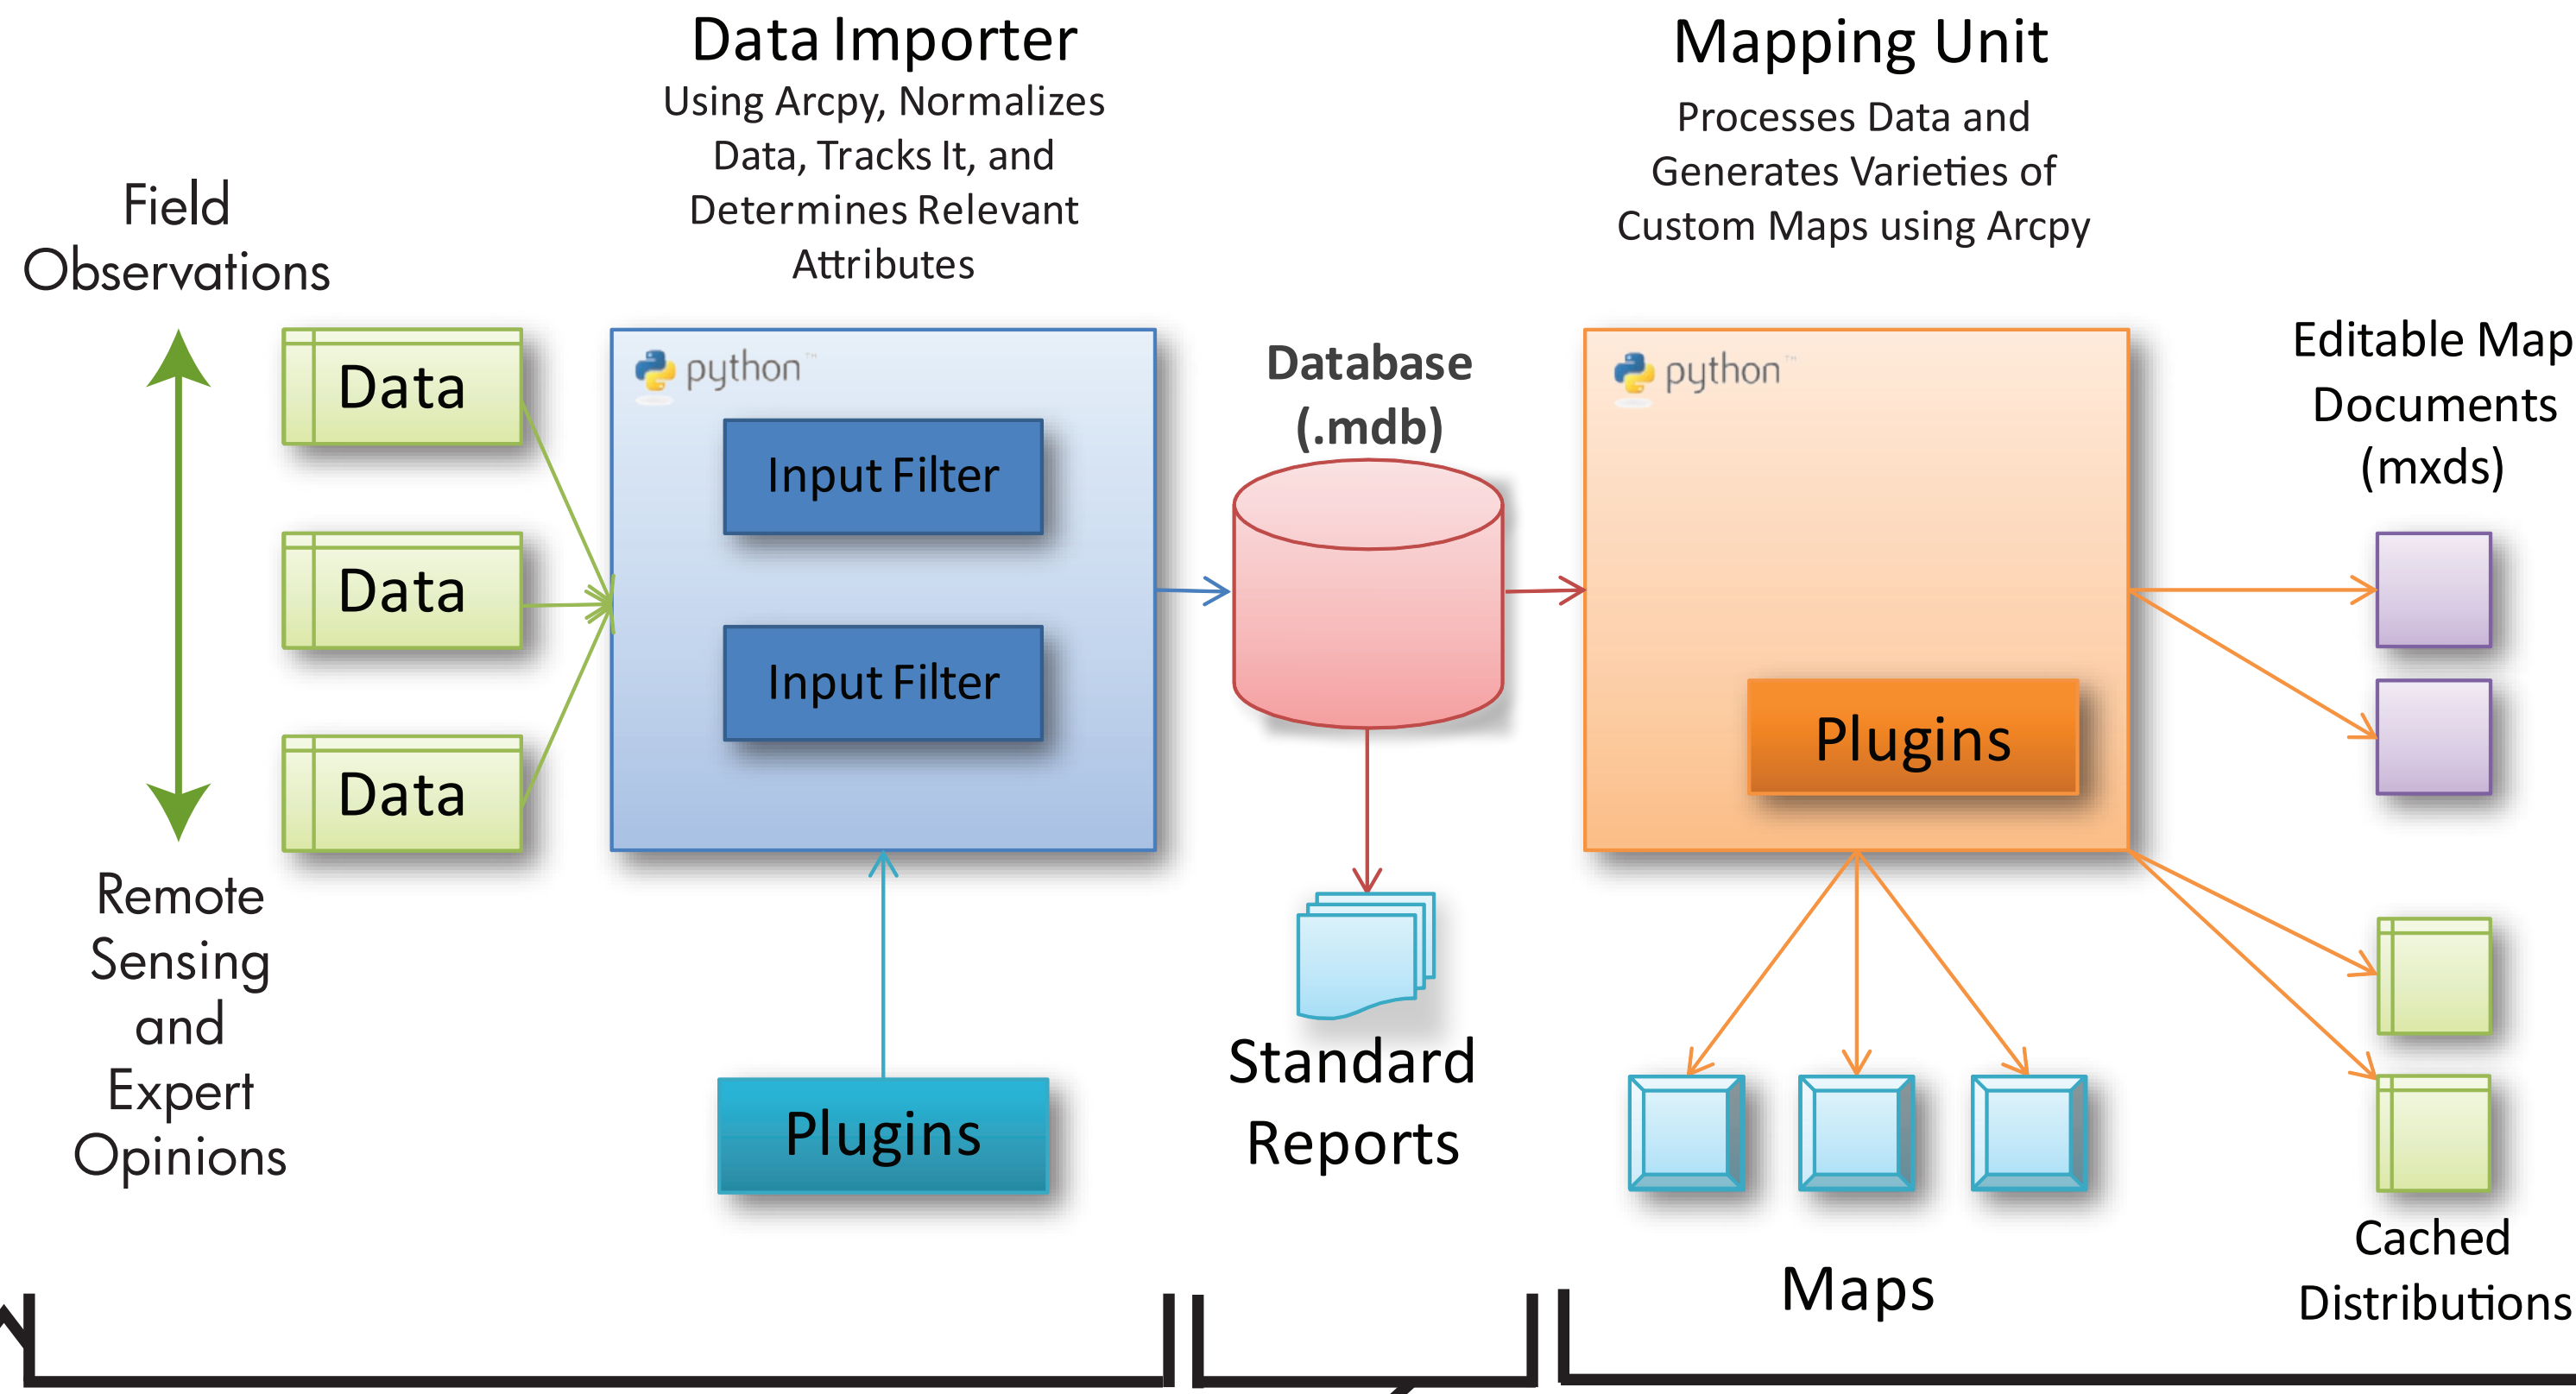 Data Importer
Using Arcpy, Normalizes
Data, Tracks It, and
Determines Relevant
Attributes
Mapping Unit
Processes Data and
Generates Varieties of
Custom Maps using Arcpy
Field
Observations
Remote
Sensing
and
Expert
Opinions
Data
Data
Data
python™
Input Filter
Input Filter
Plugins
Database
(.mdb)
Standard
Reports
python™
Plugins
Maps
Editable Map
Documents
(mxds)
Cached
Distributions